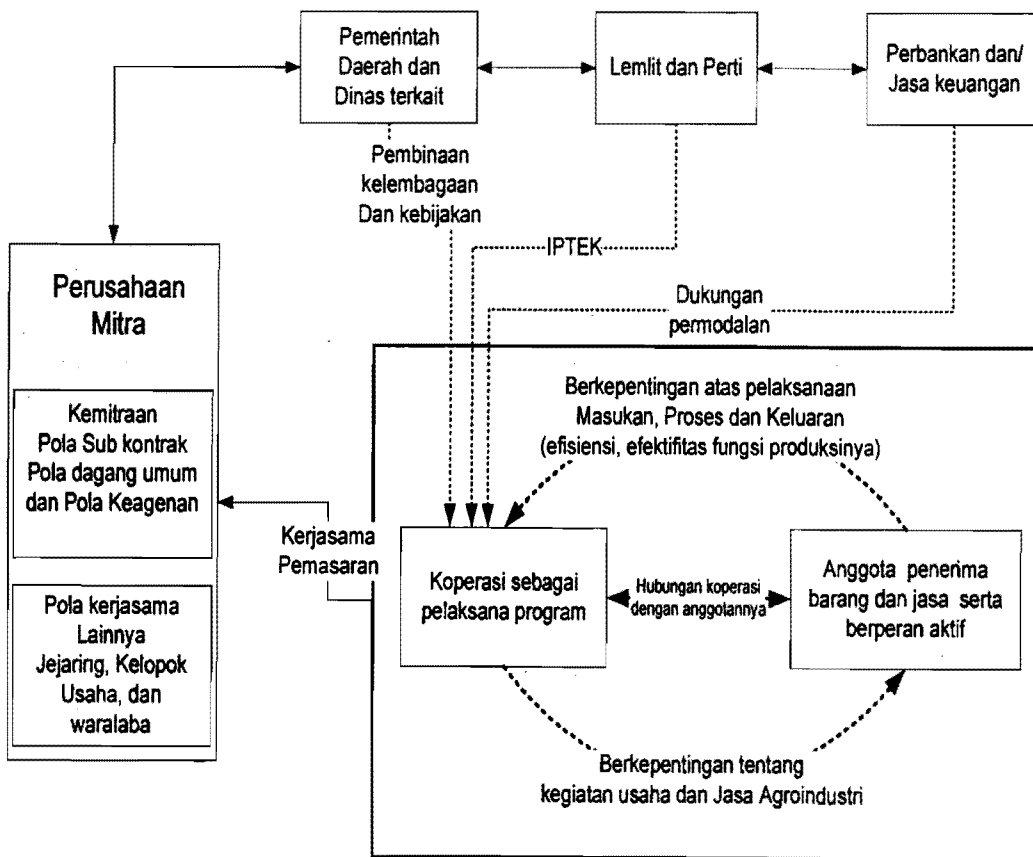 Pemerintah
Daerah dan
Dinas terkait
Lemlit dan Perti
Perbankan dan/
Jasa keuangan
Pembinaan
kelembagaan
Dan kebijakan
IPTEK
Dukungan
permodalan
Perusahaan
Mitra
Kemitraan
Pola Sub kontrak
Pola dagang umum
dan Pola Keagenan
Pola kerjasama
Lainnya
Jejaring, Kelopok
Usaha, dan
waralaba
Kerjasama
Pemasaran
Berkepentingan atas pelaksanaan
Masukan, Proses dan Keluaran
(efisiensi, efektifitas fungsi produksinya)
Koperasi sebagai
pelaksana program
Hubungan koperasi
dengan anggotannya
Anggota penerima
barang dan jasa serta
berperan aktif
Berkepentingan tentang
kegiatan usaha dan Jasa Agroindustri